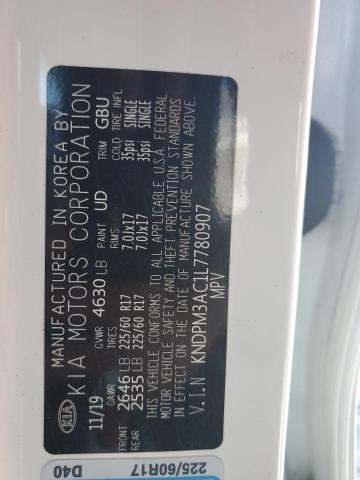 MANUFACTURED IN KOREA BY
KIA KIA MOTORS CORPORATION
11/19 GVWR 4630 LB PAINT UD TRIM GBU
GAWR TIRES RIMS COLD TIRE INFL
FRONT 2646 LB 225/60 R17 7.0JX17 35psi SINGLE
REAR 2535 LB 225/60 R17 7.0JX17 35psi SINGLE
THIS VEHICLE CONFORMS TO ALL APPLICABLE U.S.A. FEDERAL
MOTOR VEHICLE SAFETY AND THEFT PREVENTION STANDARDS
IN EFFECT ON THE DATE OF MANUFACTURE SHOWN ABOVE.
V.I.N KNDPM3AC1L7780907
MPV
D40 225/60R17